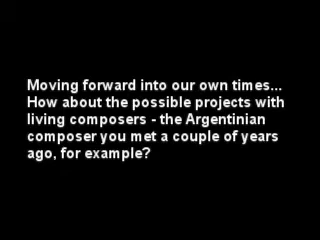 Moving forward into our own times...
How about the possible projects with
living composers - the Argentinian
composer you met a couple of years
ago, for example?